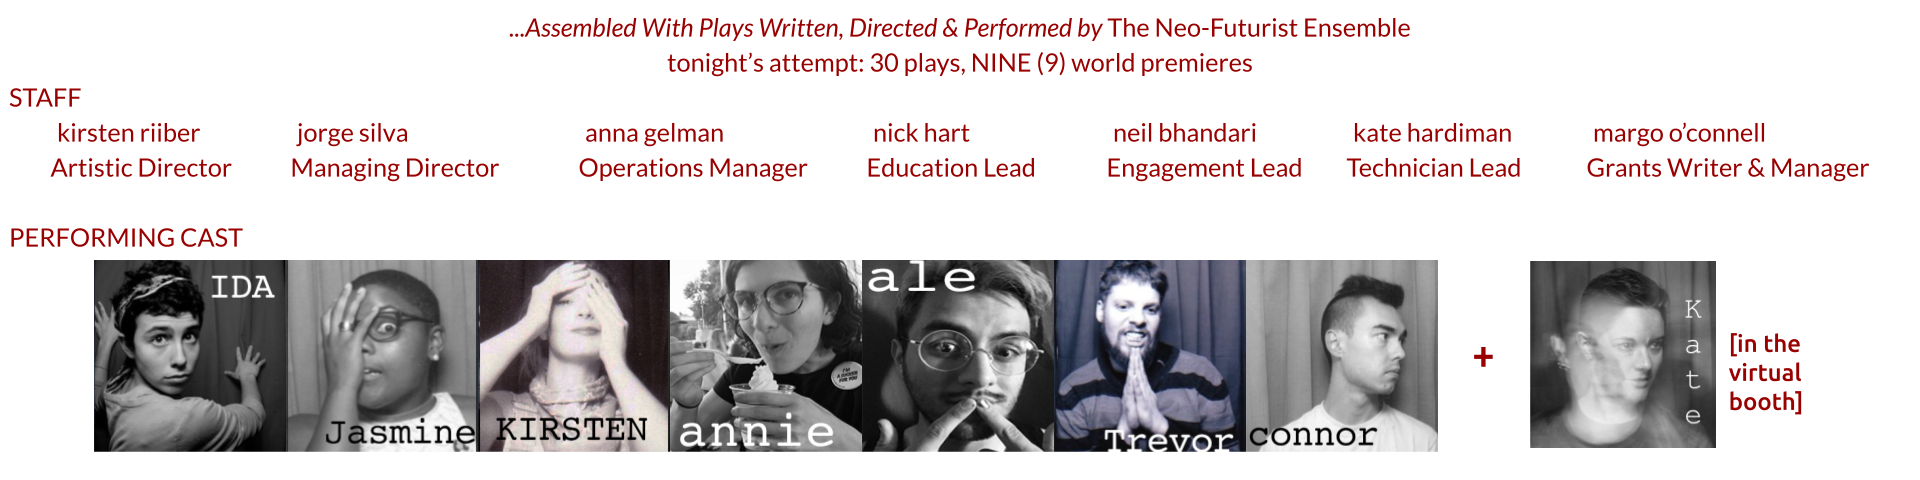 ...Assembled With Plays Written, Directed & Performed by The Neo-Futurist Ensemble
tonight's attempt: 30 plays, NINE (9) world premieres
STAFF
kirsten riiber jorge silva anna gelman nick hart neil bhandari kate hardiman margo o'connell
Artistic Director Managing Director Operations Manager Education Lead Engagement Lead Technician Lead Grants Writer & Manager
PERFORMING CAST
IDA
Jasmine
KIRSTEN
annie
I'M A SUCKER FOR YOU
ale
Trevor
connor
+
Kate
[in the
virtual
booth]